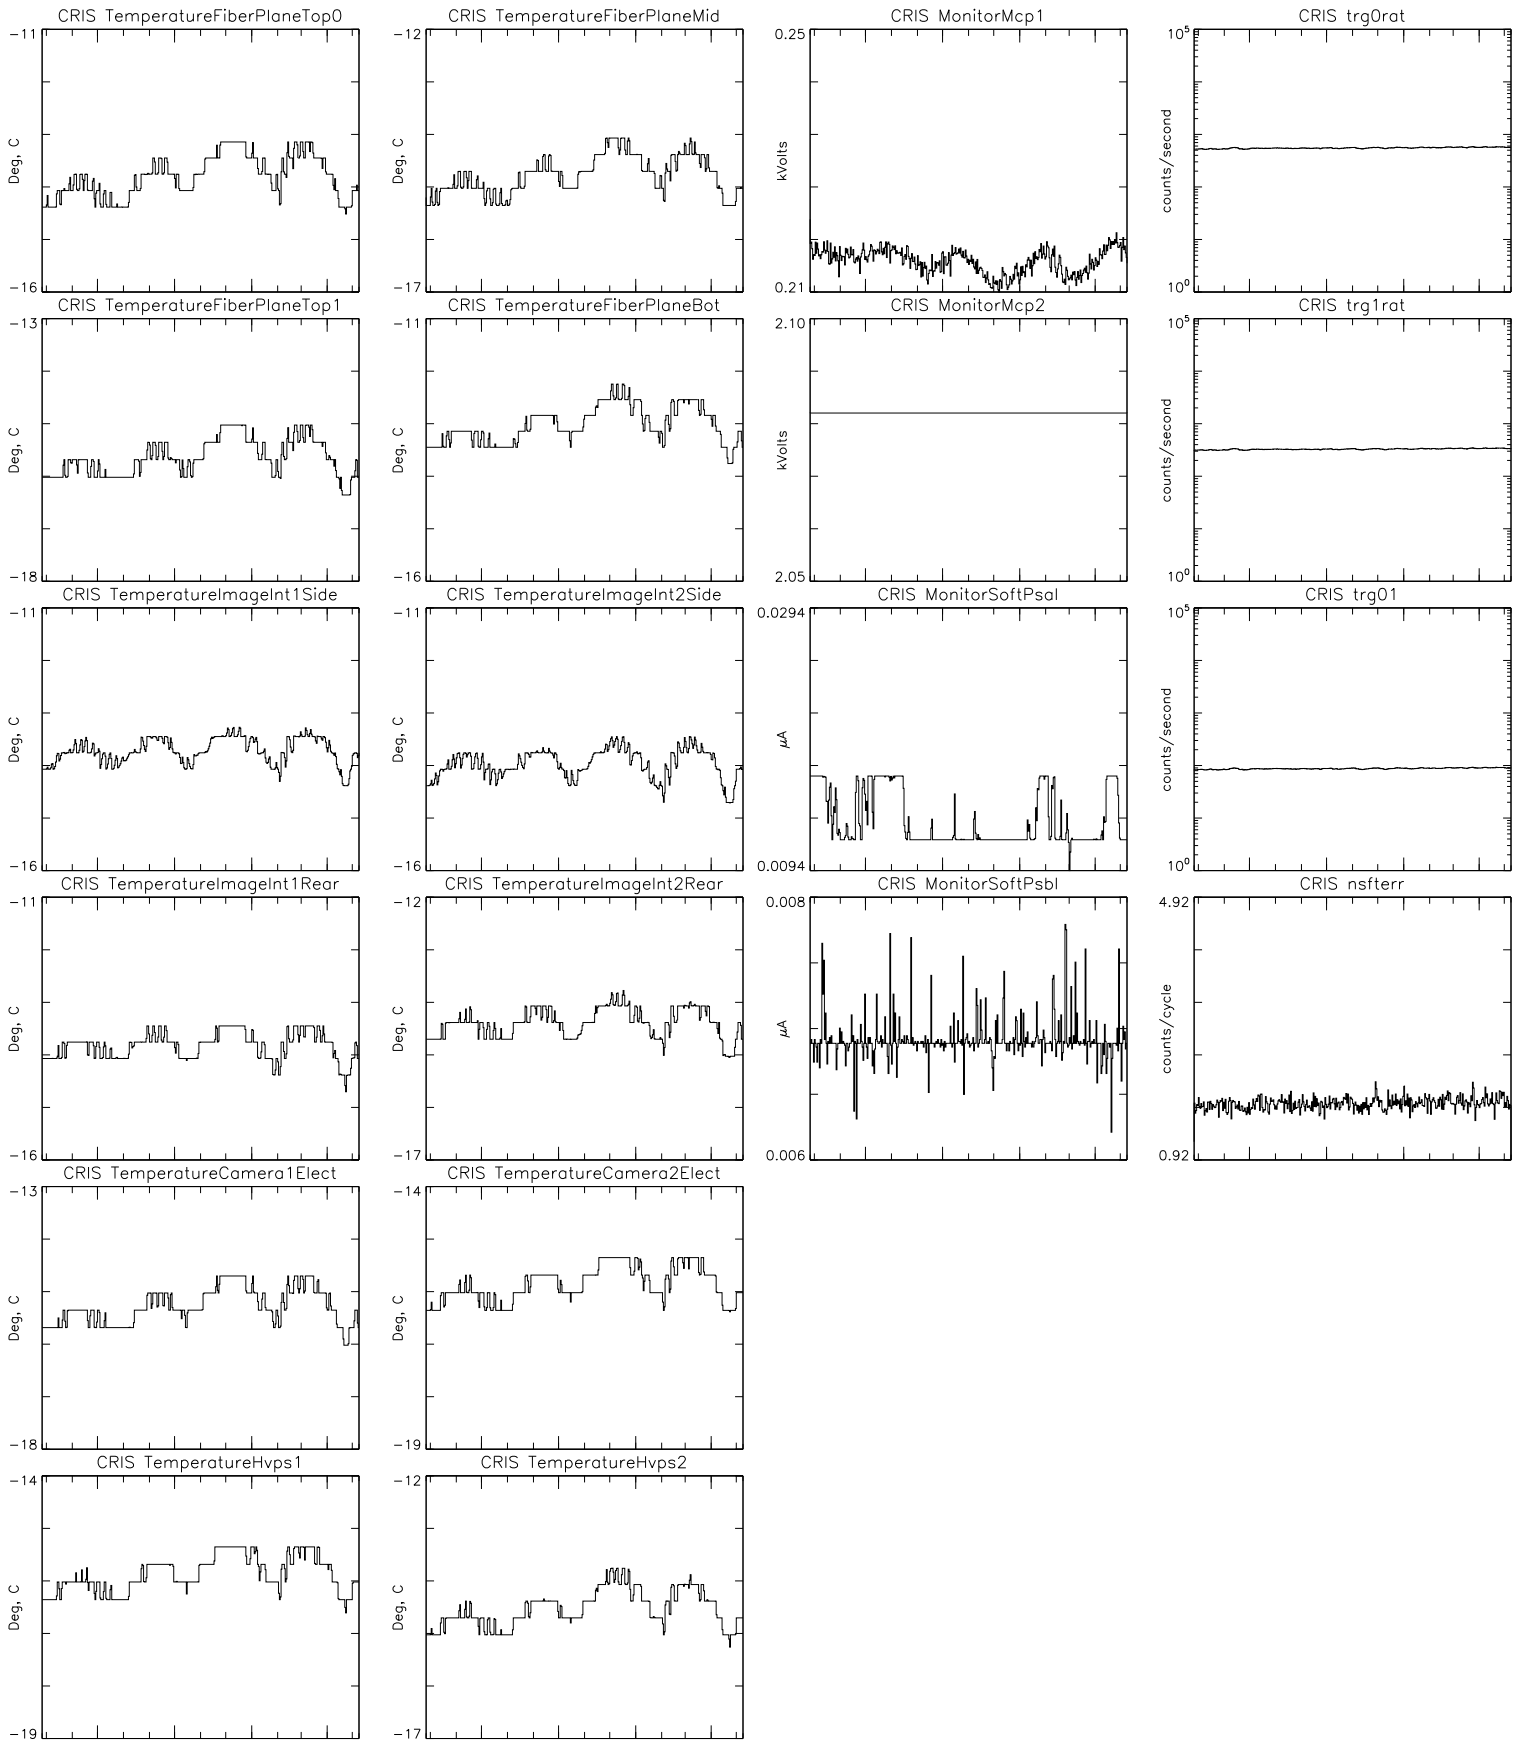 CRIS TemperatureFiberPlaneTop0
-11
Deg, C
-16
CRIS TemperatureFiberPlaneMid
-12
Deg, C
-17
CRIS MonitorMcp1
0.25
kVolts
0.21
CRIS trg0rat
10^5
counts/second
10^0
CRIS TemperatureFiberPlaneTop1
-13
Deg, C
-18
CRIS TemperatureFiberPlaneBot
-11
Deg, C
-16
CRIS MonitorMcp2
2.10
kVolts
2.05
CRIS trg1rat
10^5
counts/second
10^0
CRIS TemperatureImageInt1Side
-11
Deg, C
-16
CRIS TemperatureImageInt2Side
-11
Deg, C
-16
CRIS MonitorSoftPsaI
0.0294
μA
0.0094
CRIS trg01
10^5
counts/second
10^0
CRIS TemperatureImageInt1Rear
-11
Deg, C
-16
CRIS TemperatureImageInt2Rear
-12
Deg, C
-17
CRIS MonitorSoftPsbI
0.008
μA
0.006
CRIS nsfterr
4.92
counts/cycle
0.92
CRIS TemperatureCamera1Elect
-13
Deg, C
-18
CRIS TemperatureCamera2Elect
-14
Deg, C
-19
CRIS TemperatureHvps1
-14
Deg, C
-19
CRIS TemperatureHvps2
-12
Deg, C
-17